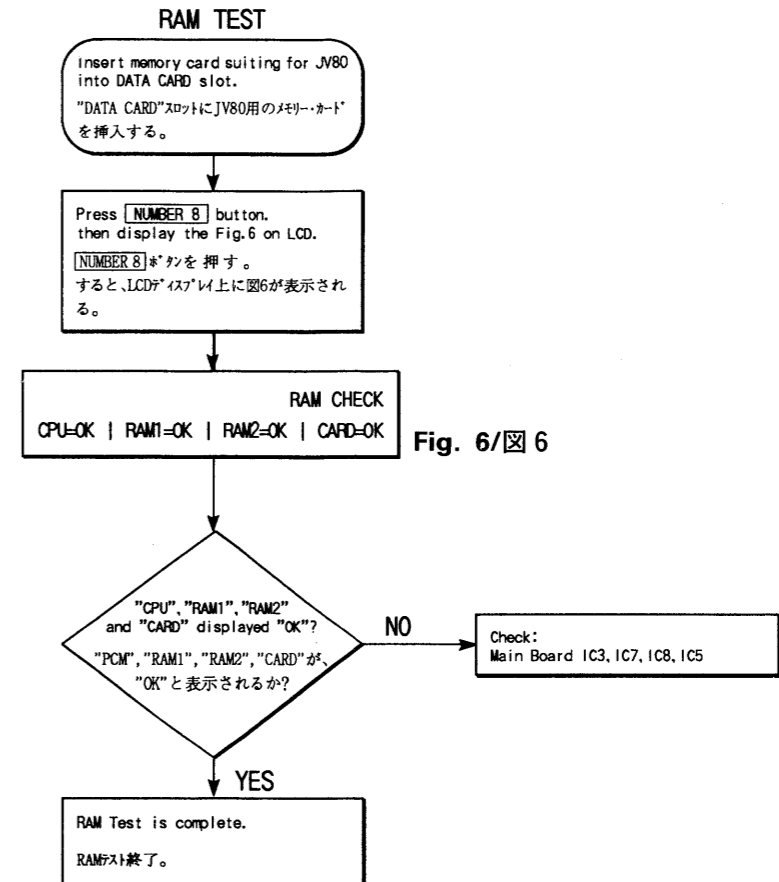 RAM TEST
Insert memory card suiting for JV80
into DATA CARD slot.
"DATA CARD"スロットにJV80用のメモリー・カード
を挿入する。
Press NUMBER 8 button.
then display the Fig.6 on LCD.
NUMBER 8 ボタンを 押す。
すると、LCDディスプレイ上に図6が表示され
る。
RAM CHECK
CPU=OK | RAM1=OK | RAM2=OK | CARD=OK
Fig. 6/図 6
"CPU","RAM1","RAM2"
and "CARD" displayed "OK"?
"PCM","RAM1","RAM2","CARD"が、
"OK"と表示されるか?
NO
Check:
Main Board IC3,IC7,IC8,IC5
YES
RAM Test is complete.
RAMテスト終了。